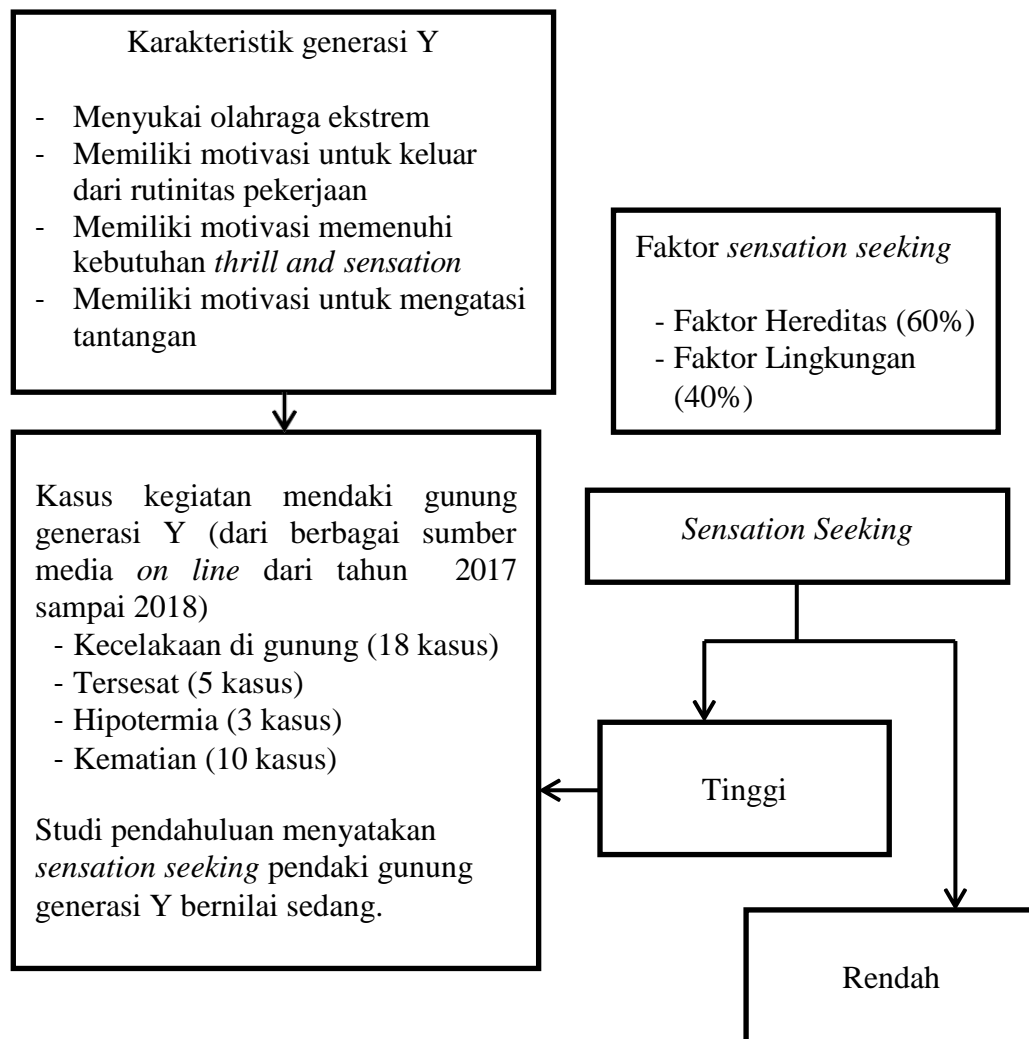 Karakteristik generasi Y
- Menyukai olahraga ekstrem
- Memiliki motivasi untuk keluar
dari rutinitas pekerjaan
- Memiliki motivasi memenuhi
kebutuhan thrill and sensation
- Memiliki motivasi untuk mengatasi
tantangan
Faktor sensation seeking
- Faktor Hereditas (60%)
- Faktor Lingkungan
(40%)
Kasus kegiatan mendaki gunung
generasi Y (dari berbagai sumber
media on line dari tahun 2017
sampai 2018)
- Kecelakaan di gunung (18 kasus)
- Tersesat (5 kasus)
- Hipotermia (3 kasus)
- Kematian (10 kasus)
Studi pendahuluan menyatakan
sensation seeking pendaki gunung
generasi Y bernilai sedang.
Sensation Seeking
Tinggi
Rendah